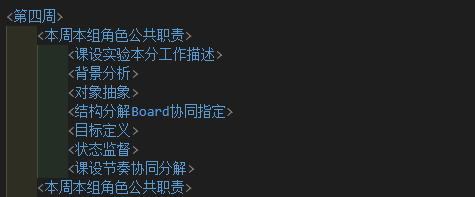 <第四周>
<本周本组角色公共职责>
<课设实验本分工作描述>
<背景分析>
<对象抽象>
<结构分解Board协同指定>
<目标定义>
<状态监督>
<课设节奏协同分解>
<本周本组角色公共职责>